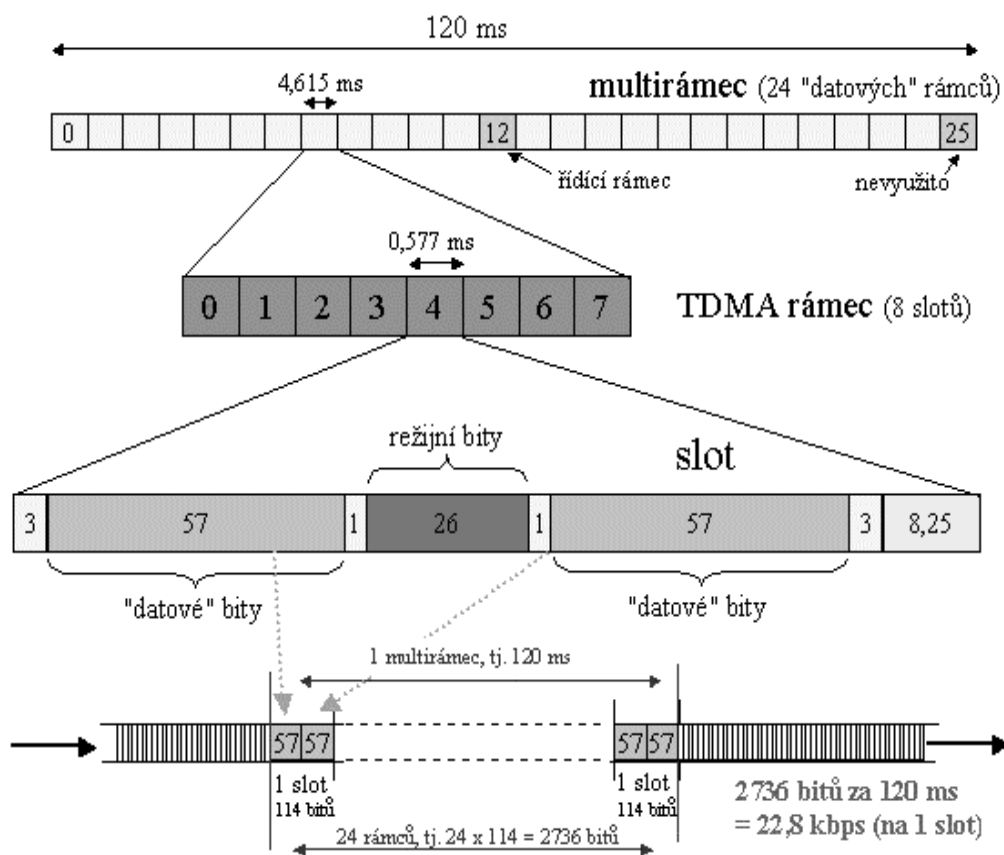 120 ms
4,615 ms
multirámec (24 "datových" rámců)
0 12 25
řídící rámec
nevyužito
0,577 ms
0 1 2 3 4 5 6 7
TDMA rámec (8 slotů)
režijní bity
slot
3 57 1 26 1 57 3 8,25
"datové" bity
"datové" bity
1 multirámec, tj. 120 ms
57 57
57 57
1 slot
114 bitů
1 slot
114 bitů
2736 bitů za 120 ms
= 22,8 kbps (na 1 slot)
24 rámců, tj. 24 x 114 = 2736 bitů